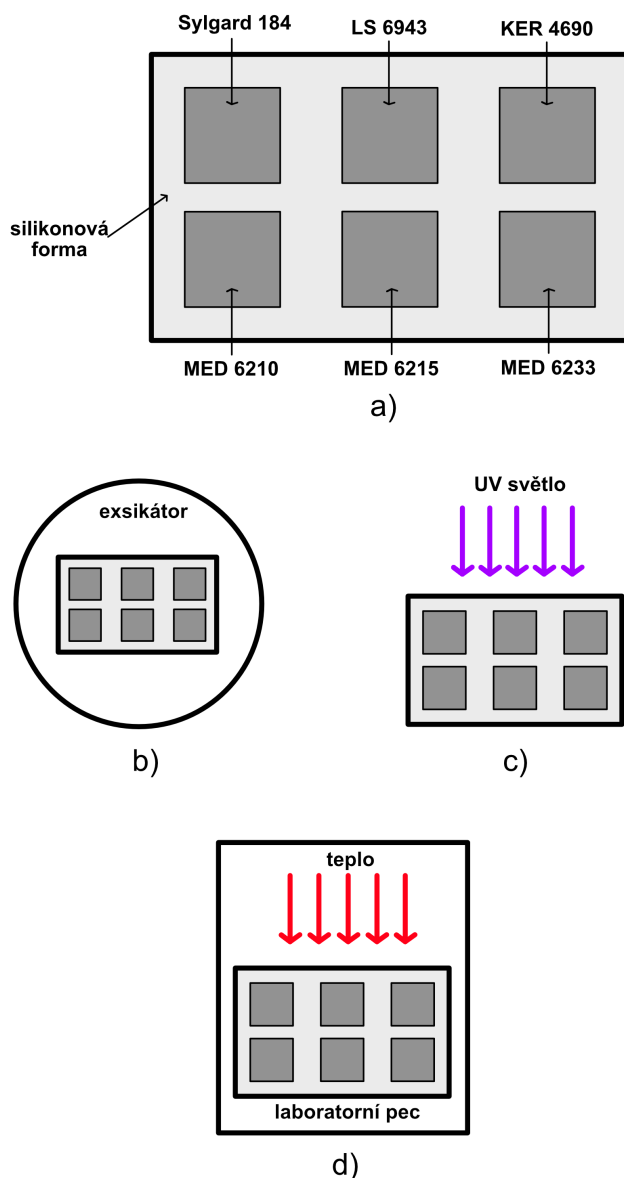 Sylgard 184 LS 6943 KER 4690
silikonová
forma
MED 6210 MED 6215 MED 6233
a)
exsikátor
b)
UV světlo
c)
teplo
laboratorní pec
d)